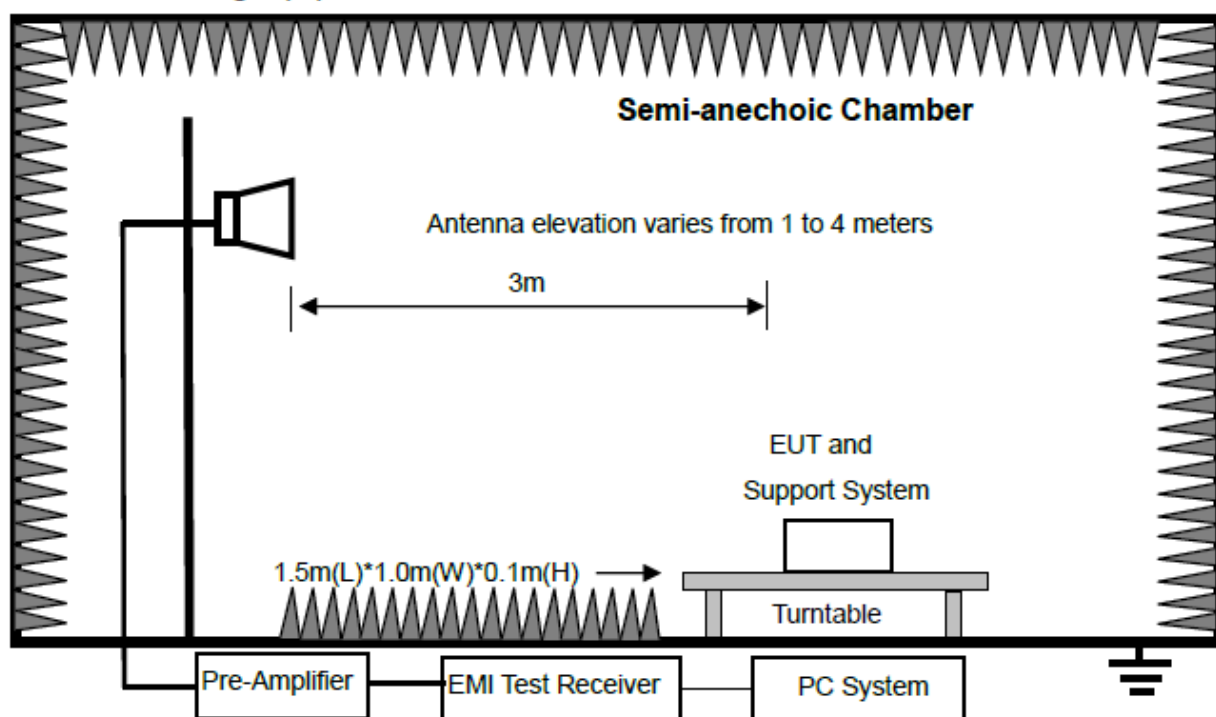 Semi-anechoic Chamber
Antenna elevation varies from 1 to 4 meters
3m
EUT and
Support System
1.5m(L)*1.0m(W)*0.1m(H)
Turntable
Pre-Amplifier
EMI Test Receiver
PC System